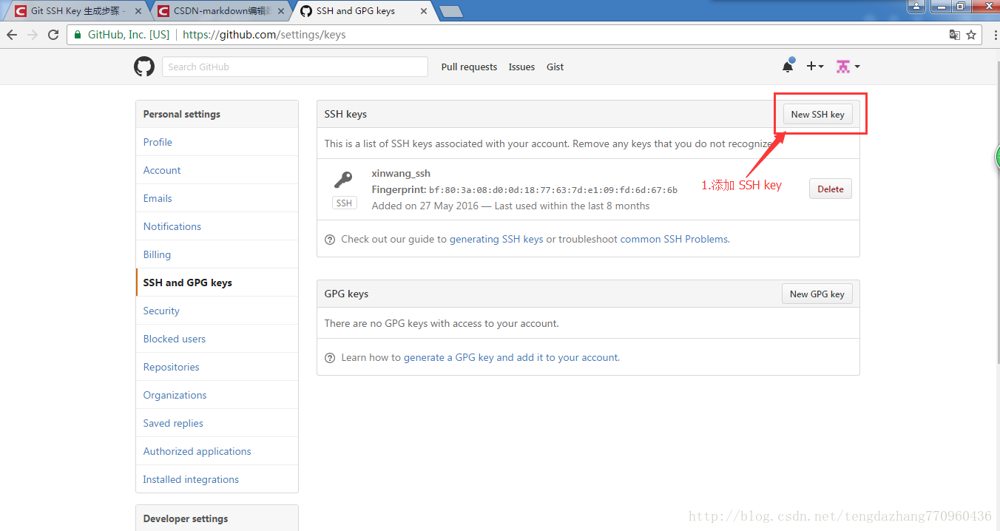 Git SSH Key 生成步骤 -
CSDN-markdown编辑
SSH and GPG keys
GitHub, Inc. [US] | https://github.com/settings/keys
Search GitHub
Pull requests Issues Gist
Personal settings
Profile
Account
Emails
Notifications
Billing
SSH and GPG keys
Security
Blocked users
Repositories
Organizations
Saved replies
Authorized applications
Installed integrations
Developer settings
SSH keys
New SSH key
This is a list of SSH keys associated with your account. Remove any keys that you do not recognize
1.添加 SSH key
SSH
xinwang_ssh
Fingerprint: bf:80:3a:08:d0:0d:18:77:63:7d:e1:09:fd:6d:67:6b
Added on 27 May 2016 — Last used within the last 8 months
Delete
Check out our guide to generating SSH keys or troubleshoot common SSH Problems.
GPG keys
New GPG key
There are no GPG keys with access to your account.
Learn how to generate a GPG key and add it to your account.
http://blog.csdn.net/tengdazhang770960436